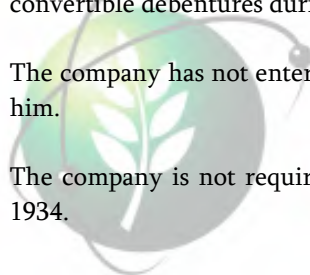 convertible debentures duri
The company has not enter
him.
The company is not requir
1934.